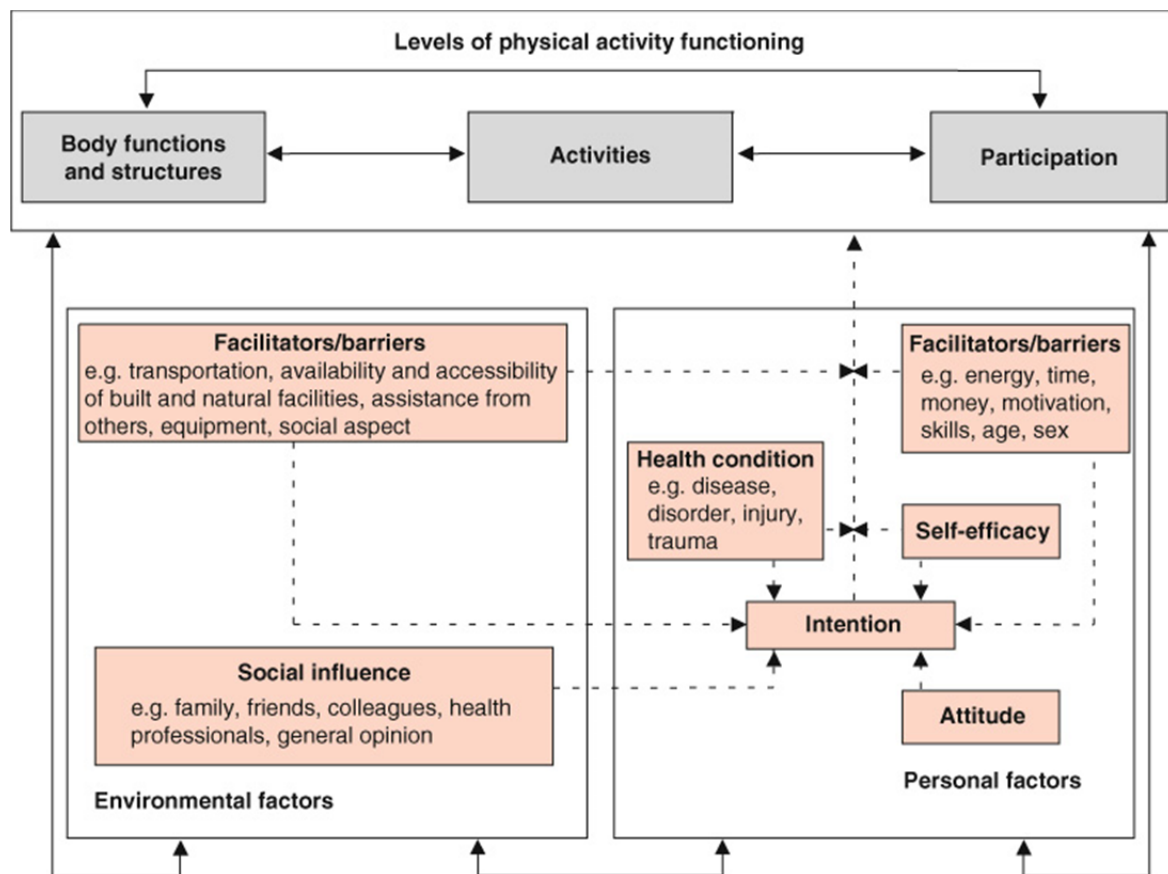 Levels of physical activity functioning
Body functions
and structures
Activities
Participation
Facilitators/barriers
e.g. transportation, availability and accessibility
of built and natural facilities, assistance from
others, equipment, social aspect
Facilitators/barriers
e.g. energy, time,
money, motivation,
skills, age, sex
Health condition
e.g. disease,
disorder, injury,
trauma
Self-efficacy
Intention
Social influence
e.g. family, friends, colleagues, health
professionals, general opinion
Attitude
Environmental factors
Personal factors